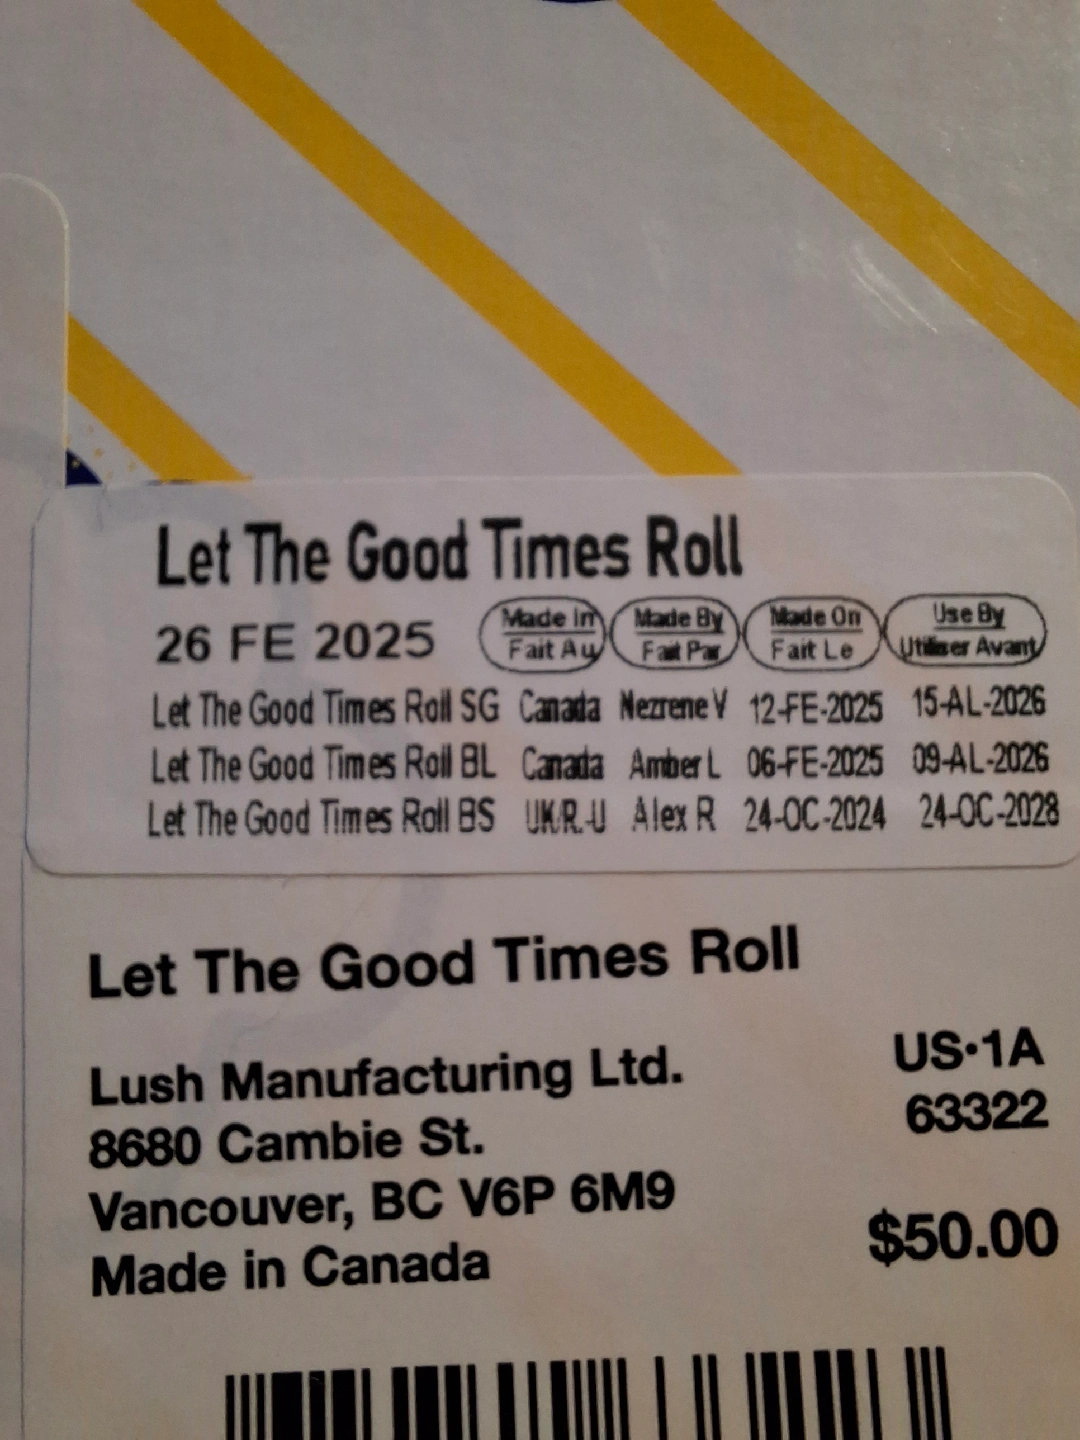 Let The Good Times Roll
26 FE 2025 Made In Made By Made On Use By
Fait Au Fait Par Fait Le Utiliser Avant
Let The Good Times Roll SG Canada Nezrene V 12-FE-2025 15-AL-2026
Let The Good Times Roll BL Canada Amber L 06-FE-2025 09-AL-2026
Let The Good Times Roll BS UK/R.-U Alex R 24-OC-2024 24-OC-2028
Let The Good Times Roll
Lush Manufacturing Ltd. US•1A
8680 Cambie St. 63322
Vancouver, BC V6P 6M9
Made in Canada $50.00